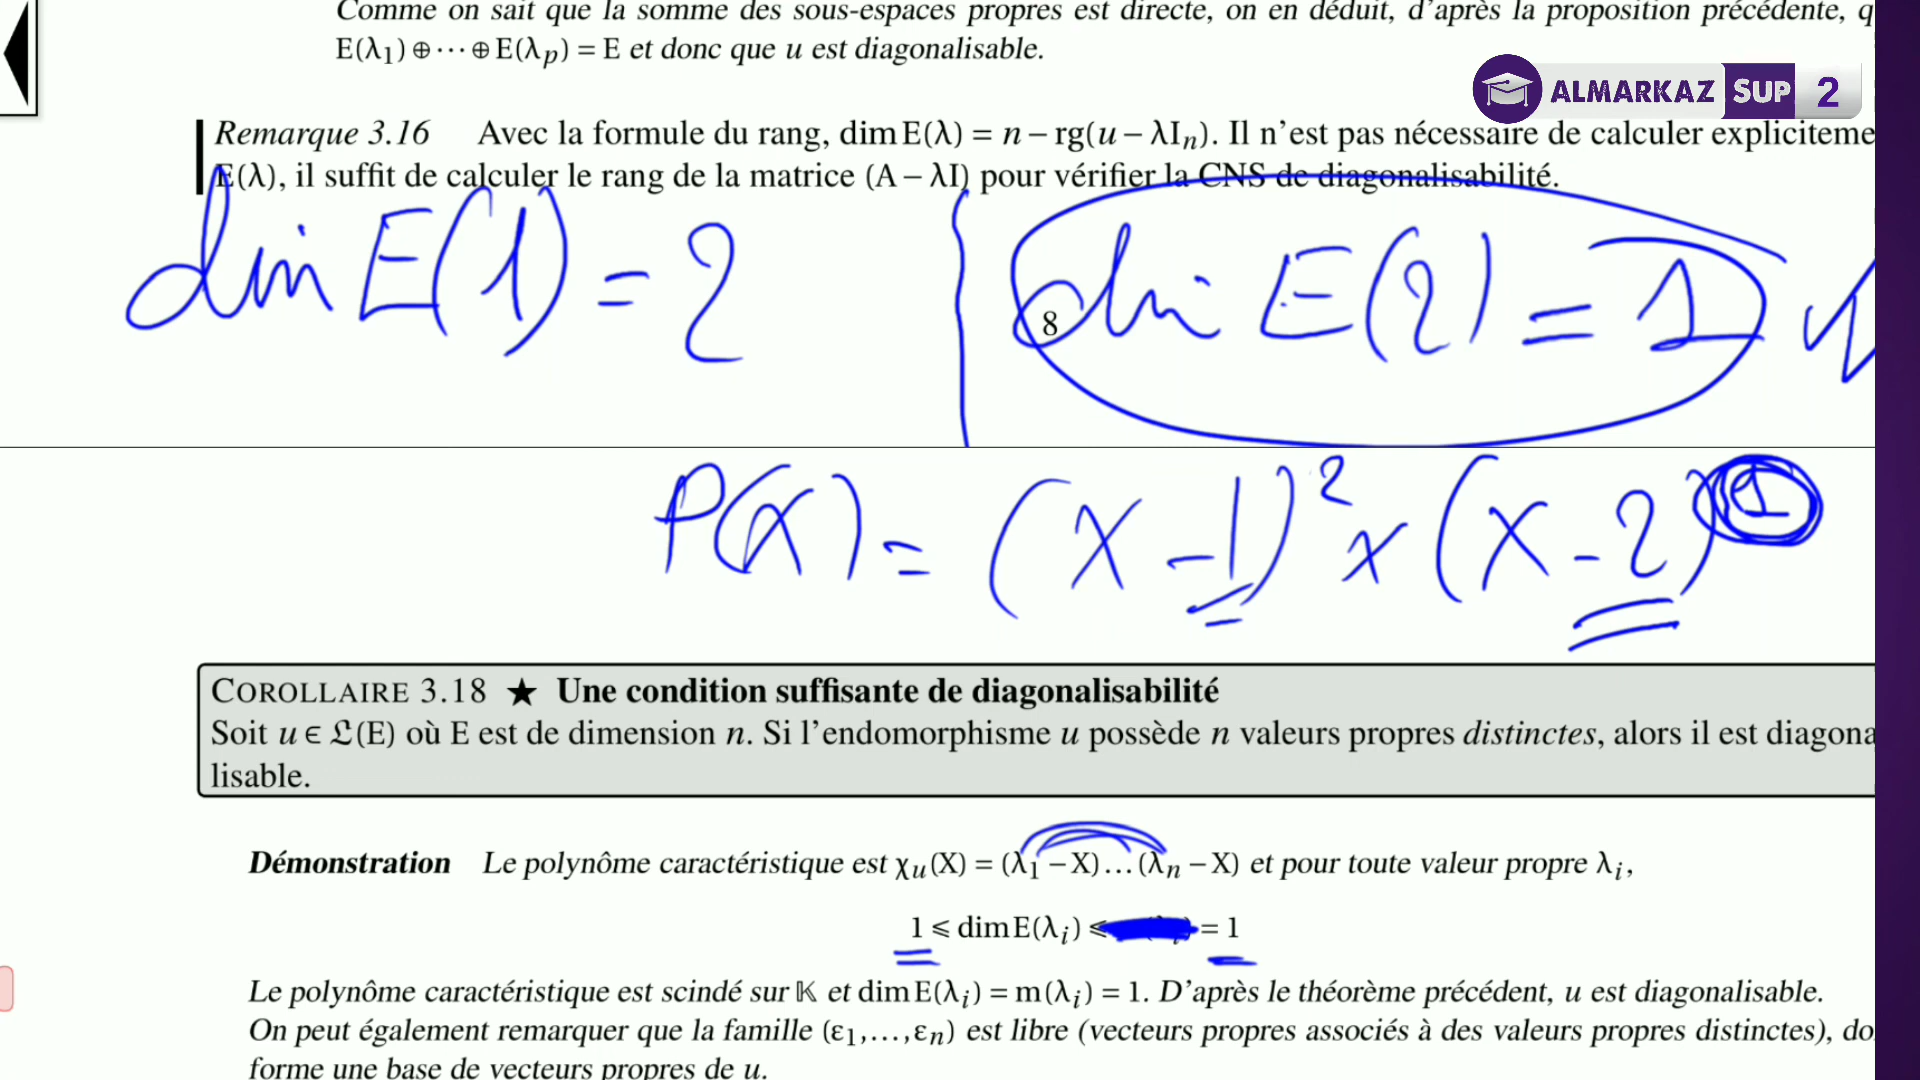 Comme on sait que la somme des sous-espaces propres est directe, on en déduit, d'après la proposition précédente, q
E(λ₁) ⊕ ··· ⊕ E(λₚ) = E et donc que u est diagonalisable.
ALMARKAZ SUP 2
Remarque 3.16 Avec la formule du rang, dim E(λ) = n − rg(u − λIₙ). Il n'est pas nécessaire de calculer expliciteme
E(λ), il suffit de calculer le rang de la matrice (A − λI) pour vérifier la CNS de diagonalisabilité.
dim E(1) = 2
dim E(2) = 1
8
P(X) = (X − 1)² × (X − 2)¹
COROLLAIRE 3.18 ★ Une condition suffisante de diagonalisabilité
Soit u ∈ 𝔏(E) où E est de dimension n. Si l'endomorphisme u possède n valeurs propres distinctes, alors il est diagona
lisable.
Démonstration Le polynôme caractéristique est χᵤ(X) = (λ₁ − X)…(λₙ − X) et pour toute valeur propre λᵢ,
1 ⩽ dim E(λᵢ) ⩽ = 1
Le polynôme caractéristique est scindé sur 𝕂 et dim E(λᵢ) = m(λᵢ) = 1. D'après le théorème précédent, u est diagonalisable.
On peut également remarquer que la famille (ε₁,…,εₙ) est libre (vecteurs propres associés à des valeurs propres distinctes), do
forme une base de vecteurs propres de u.